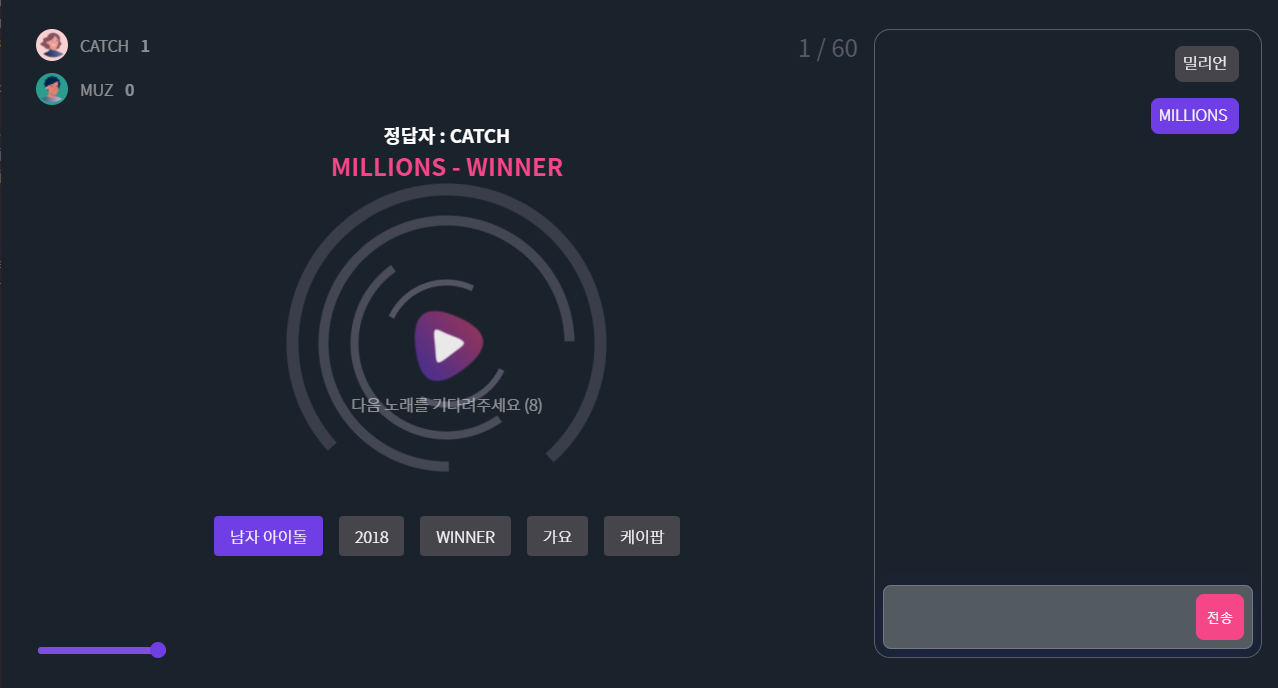 CATCH 1
MUZ 0
1 / 60
정답자 : CATCH
MILLIONS - WINNER
다음 노래를 기다려주세요 (8)
남자 아이돌 2018 WINNER 가요 케이팝
밀리언
MILLIONS
전송